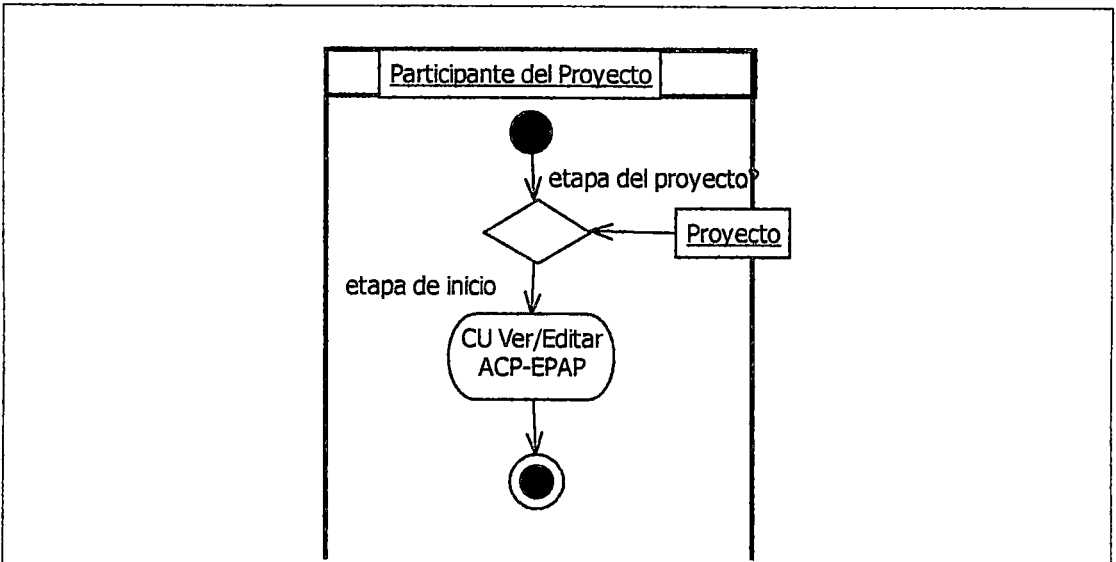 Participante del Proyecto
etapa del proyecto?
Proyecto
etapa de inicio
CU Ver/Editar
ACP-EPAP